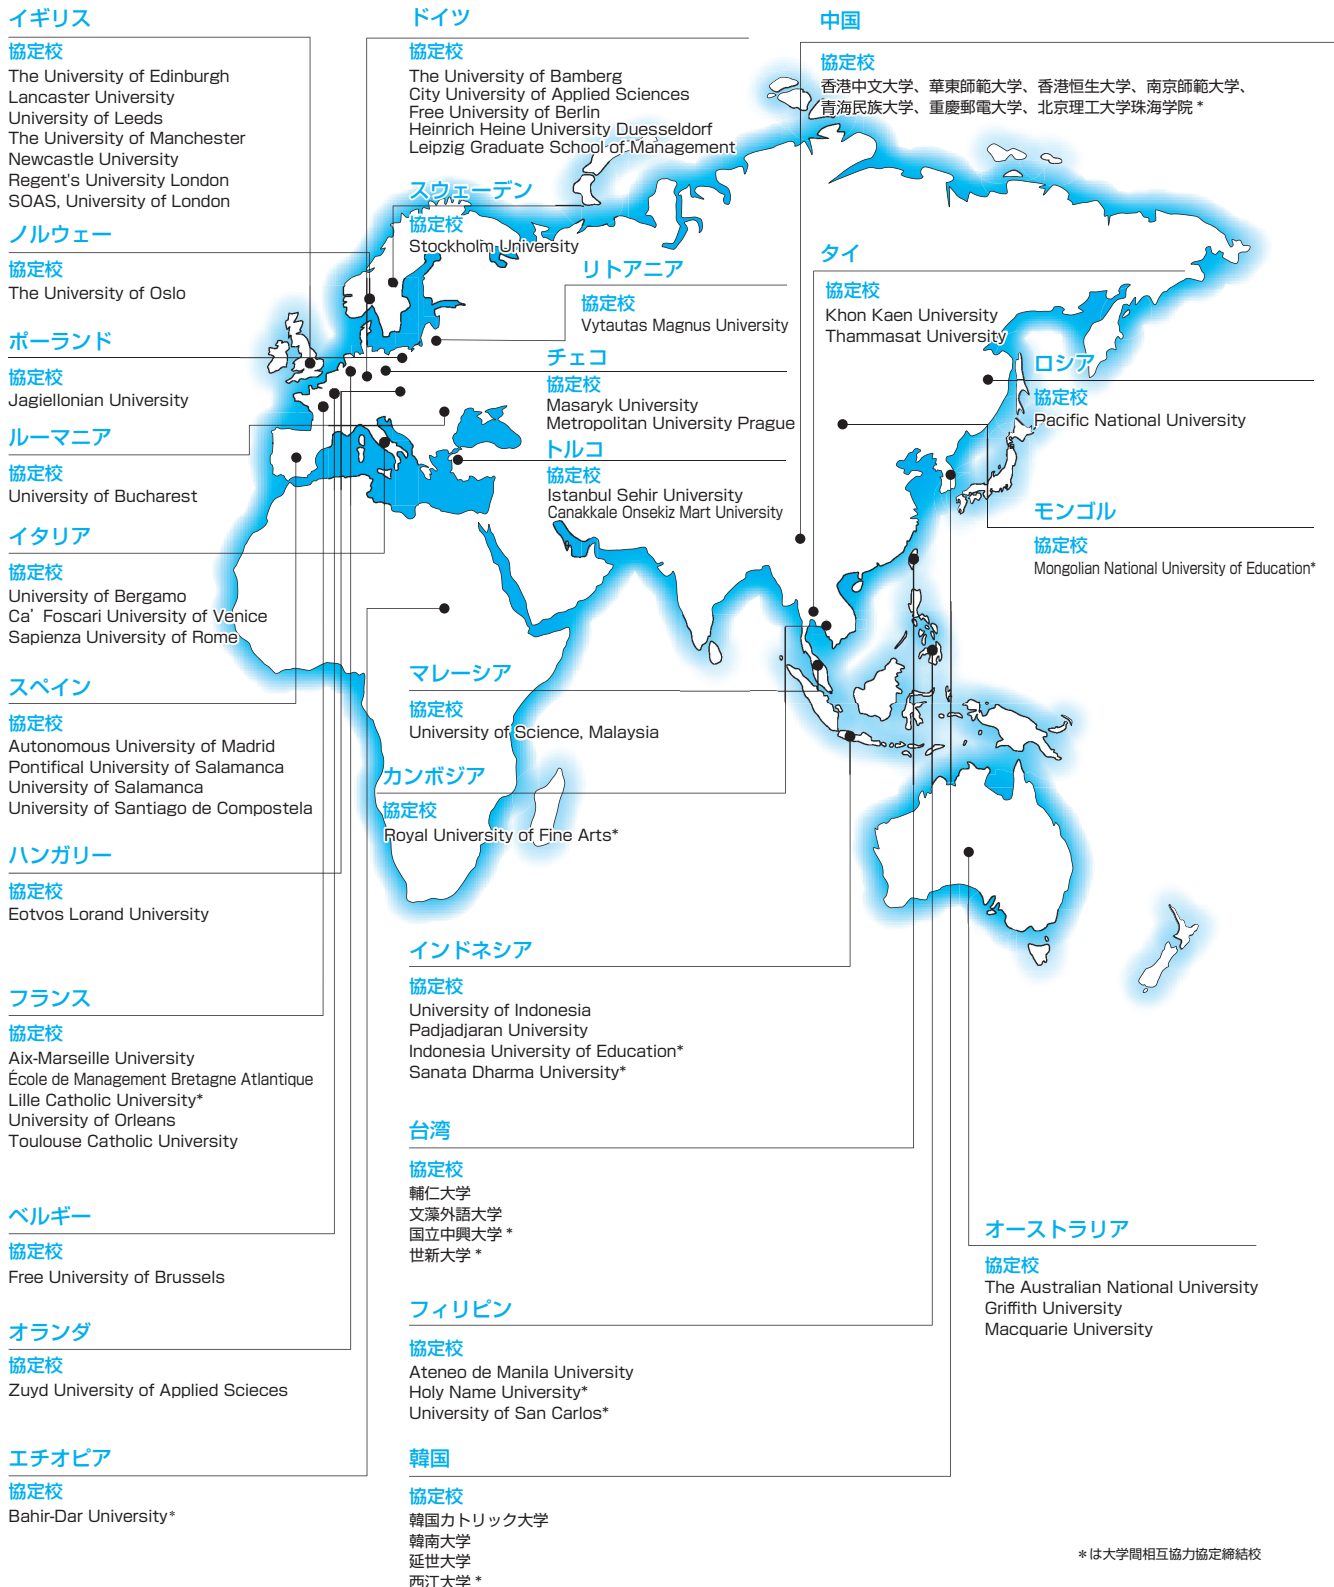 イギリス
協定校
The University of Edinburgh
Lancaster University
University of Leeds
The University of Manchester
Newcastle University
Regent's University London
SOAS, University of London
ノルウェー
協定校
The University of Oslo
ポーランド
協定校
Jagiellonian University
ルーマニア
協定校
University of Bucharest
イタリア
協定校
University of Bergamo
Ca' Foscari University of Venice
Sapienza University of Rome
スペイン
協定校
Autonomous University of Madrid
Pontifical University of Salamanca
University of Salamanca
University of Santiago de Compostela
ハンガリー
協定校
Eotvos Lorand University
フランス
協定校
Aix-Marseille University
École de Management Bretagne Atlantique
Lille Catholic University*
University of Orleans
Toulouse Catholic University
ベルギー
協定校
Free University of Brussels
オランダ
協定校
Zuyd University of Applied Scieces
エチオピア
協定校
Bahir-Dar University*
ドイツ
協定校
The University of Bamberg
City University of Applied Sciences
Free University of Berlin
Heinrich Heine University Duesseldorf
Leipzig Graduate School of Management
スウェーデン
協定校
Stockholm University
リトアニア
協定校
Vytautas Magnus University
チェコ
協定校
Masaryk University
Metropolitan University Prague
トルコ
協定校
Istanbul Sehir University
Canakkale Onsekiz Mart University
マレーシア
協定校
University of Science, Malaysia
カンボジア
協定校
Royal University of Fine Arts*
インドネシア
協定校
University of Indonesia
Padjadjaran University
Indonesia University of Education*
Sanata Dharma University*
台湾
協定校
輔仁大学
文藻外語大学
国立中興大学 *
世新大学 *
フィリピン
協定校
Ateneo de Manila University
Holy Name University*
University of San Carlos*
韓国
協定校
韓国カトリック大学
韓南大学
延世大学
西江大学 *
中国
協定校
香港中文大学、華東師範大学、香港恒生大学、南京師範大学、
青海民族大学、重慶郵電大学、北京理工大学珠海学院 *
タイ
協定校
Khon Kaen University
Thammasat University
ロシア
協定校
Pacific National University
モンゴル
協定校
Mongolian National University of Education*
オーストラリア
協定校
The Australian National University
Griffith University
Macquarie University
*は大学間相互協力協定締結校